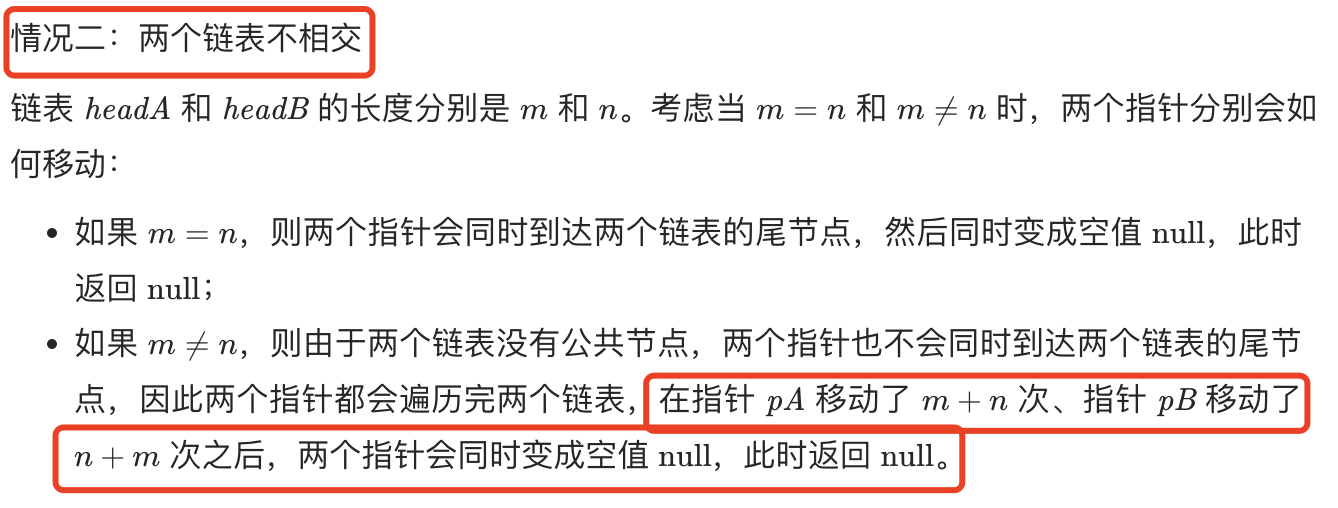 情况二：两个链表不相交
链表 headA 和 headB 的长度分别是 m 和 n。考虑当 m = n 和 m ≠ n 时，两个指针分别会如
何移动：
• 如果 m = n，则两个指针会同时到达两个链表的尾节点，然后同时变成空值 null，此时
返回 null；
• 如果 m ≠ n，则由于两个链表没有公共节点，两个指针也不会同时到达两个链表的尾节
点，因此两个指针都会遍历完两个链表，在指针 pA 移动了 m + n 次、指针 pB 移动了
n + m 次之后，两个指针会同时变成空值 null，此时返回 null。